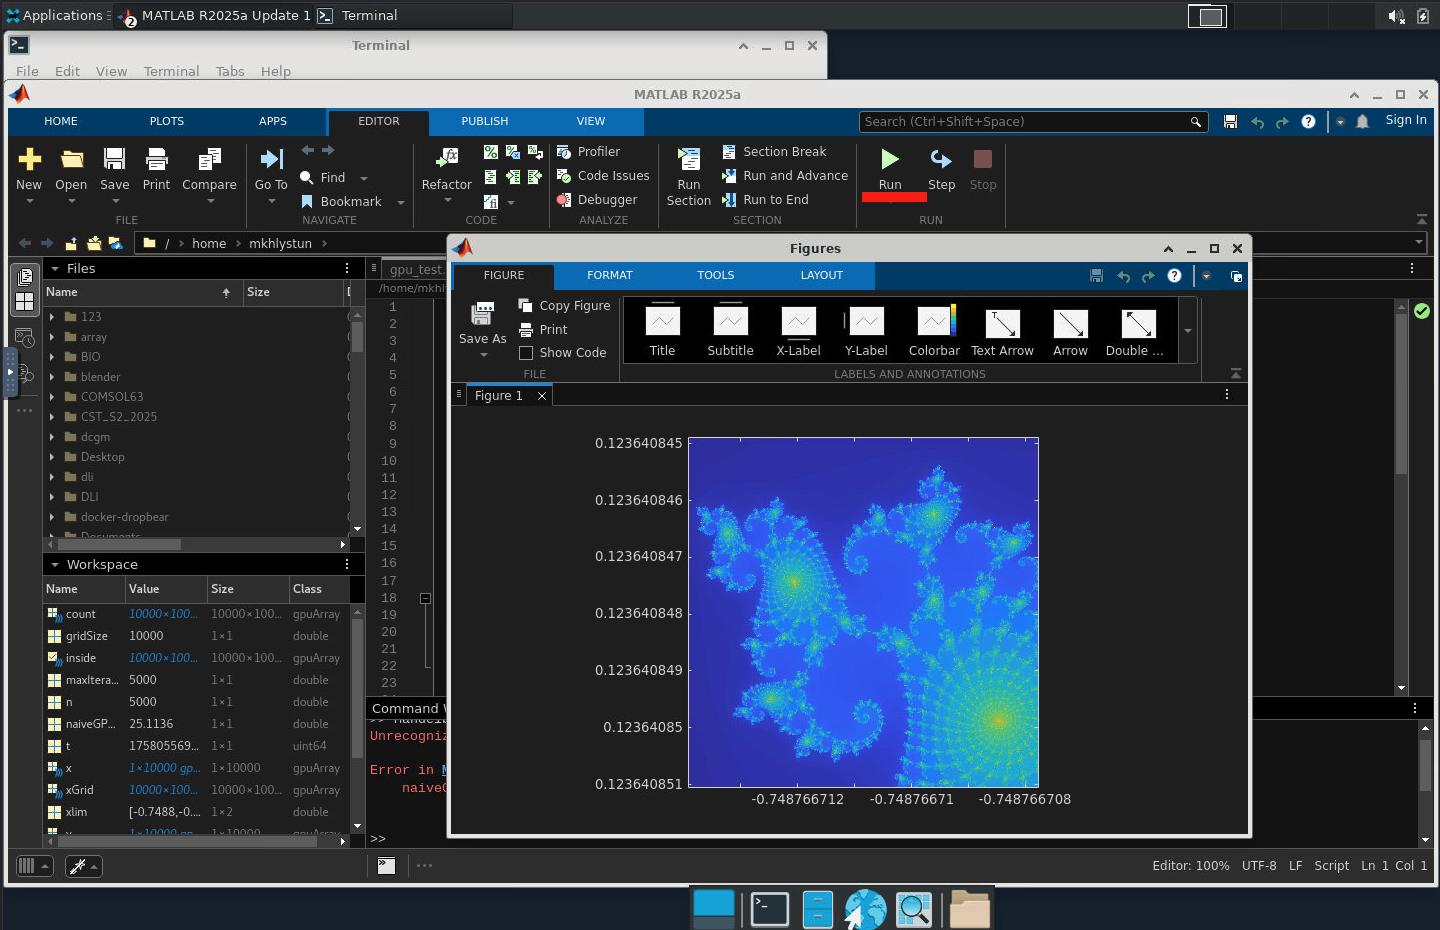 Applications
MATLAB R2025a Update 1
2
Terminal
Terminal
File Edit View Terminal Tabs Help
MATLAB R2025a
HOME PLOTS APPS EDITOR PUBLISH VIEW
Search (Ctrl+Shift+Space)
Sign In
New Open Save Print Compare
FILE
Go To
Find
Bookmark
NAVIGATE
Refactor
CODE
Profiler
Code Issues
Debugger
ANALYZE
Run
Section
Section Break
Run and Advance
Run to End
SECTION
Run Step Stop
RUN
/ › home › mkhlystun ›
Files
Name Size
123
array
BIO
blender
COMSOL63
CST_S2_2025
dcgm
Desktop
dli
DLI
docker-dropbear
Documents
Workspace
Name Value Size Class
count 10000×100... 10000×100... gpuArray
gridSize 10000 1×1 double
inside 10000×100... 10000×100... gpuArray
maxItera... 5000 1×1 double
n 5000 1×1 double
naiveGP... 25.1136 1×1 double
t 175805569... 1×1 uint64
x 1×10000 gp... 1×10000 gpuArray
xGrid 10000×100... 10000×100... gpuArray
xlim [-0.7488,-0.... 1×2 double
y 1×10000 gp... 1×10000 gpuArray
gpu_test.
/home/mkhl
1
2
3
4
5
6
7
8
9
10
11
12
13
14
15
16
17
18
19
20
21
22
23
Command W
Unrecogniz
Error in M
naiveG
>>
Figures
FIGURE FORMAT TOOLS LAYOUT
Save As
Copy Figure
Print
Show Code
FILE
Title Subtitle X-Label Y-Label Colorbar Text Arrow Arrow Double ...
LABELS AND ANNOTATIONS
Figure 1
0.123640845
0.123640846
0.123640847
0.123640848
0.123640849
0.12364085
0.123640851
-0.748766712 -0.74876671 -0.748766708
Editor: 100% UTF-8 LF Script Ln 1 Col 1